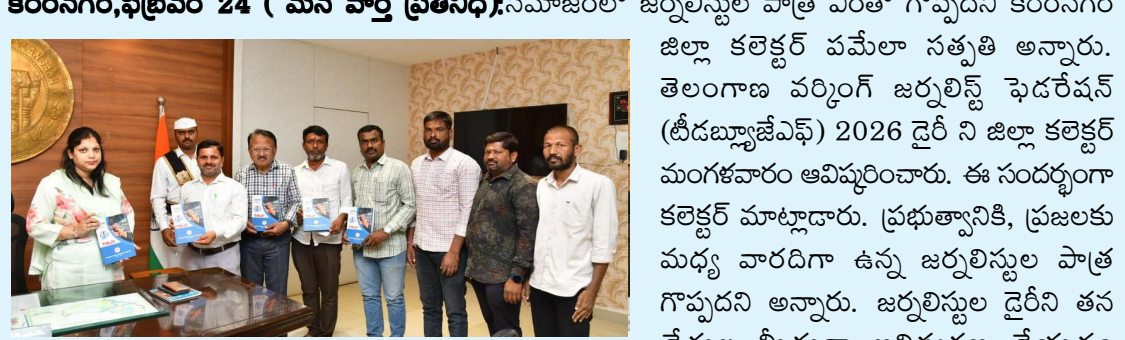 కరీంనగర్,ఫిబ్రవరి 24 ( మన వార్త ప్రతినిధి):సమాజంలో జర్నలిస్టుల పాత్ర ఎంతో గొప్పదని కరీంనగర్
జిల్లా కలెక్టర్ పమేలా సత్పతి అన్నారు.
తెలంగాణ వర్కింగ్ జర్నలిస్ట్ ఫెడరేషన్
(టీడబ్ల్యూజేఎఫ్) 2026 డైరీ ని జిల్లా కలెక్టర్
మంగళవారం ఆవిష్కరించారు. ఈ సందర్భంగా
కలెక్టర్ మాట్లాడారు. ప్రభుత్వానికి, ప్రజలకు
మధ్య వారదిగా ఉన్న జర్నలిస్టుల పాత్ర
గొప్పదని అన్నారు. జర్నలిస్టుల డైరీని తన